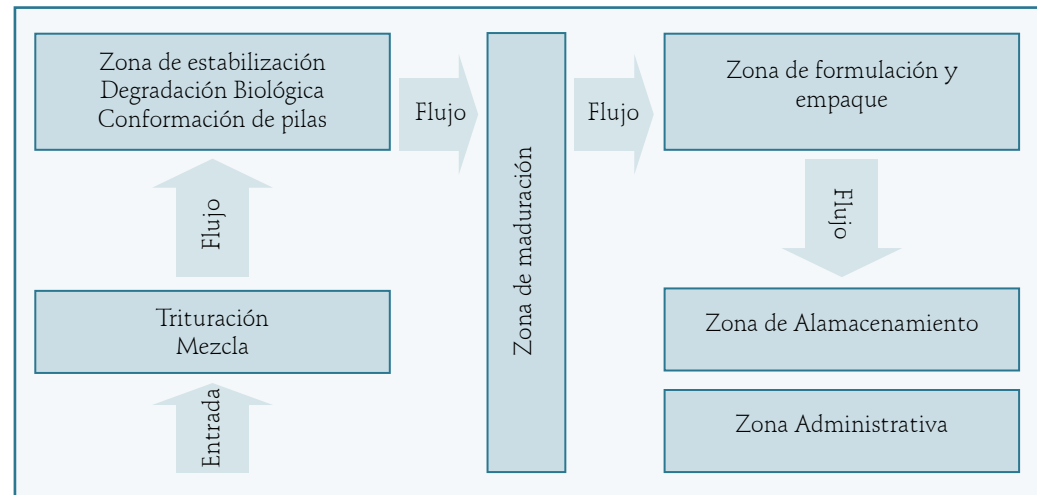 Zona de estabilización
Degradación Biológica
Conformación de pilas
Flujo
Zona de maduración
Flujo
Zona de formulación y
empaque
Flujo
Flujo
Trituración
Mezcla
Zona de Alamacenamiento
Entrada
Zona Administrativa